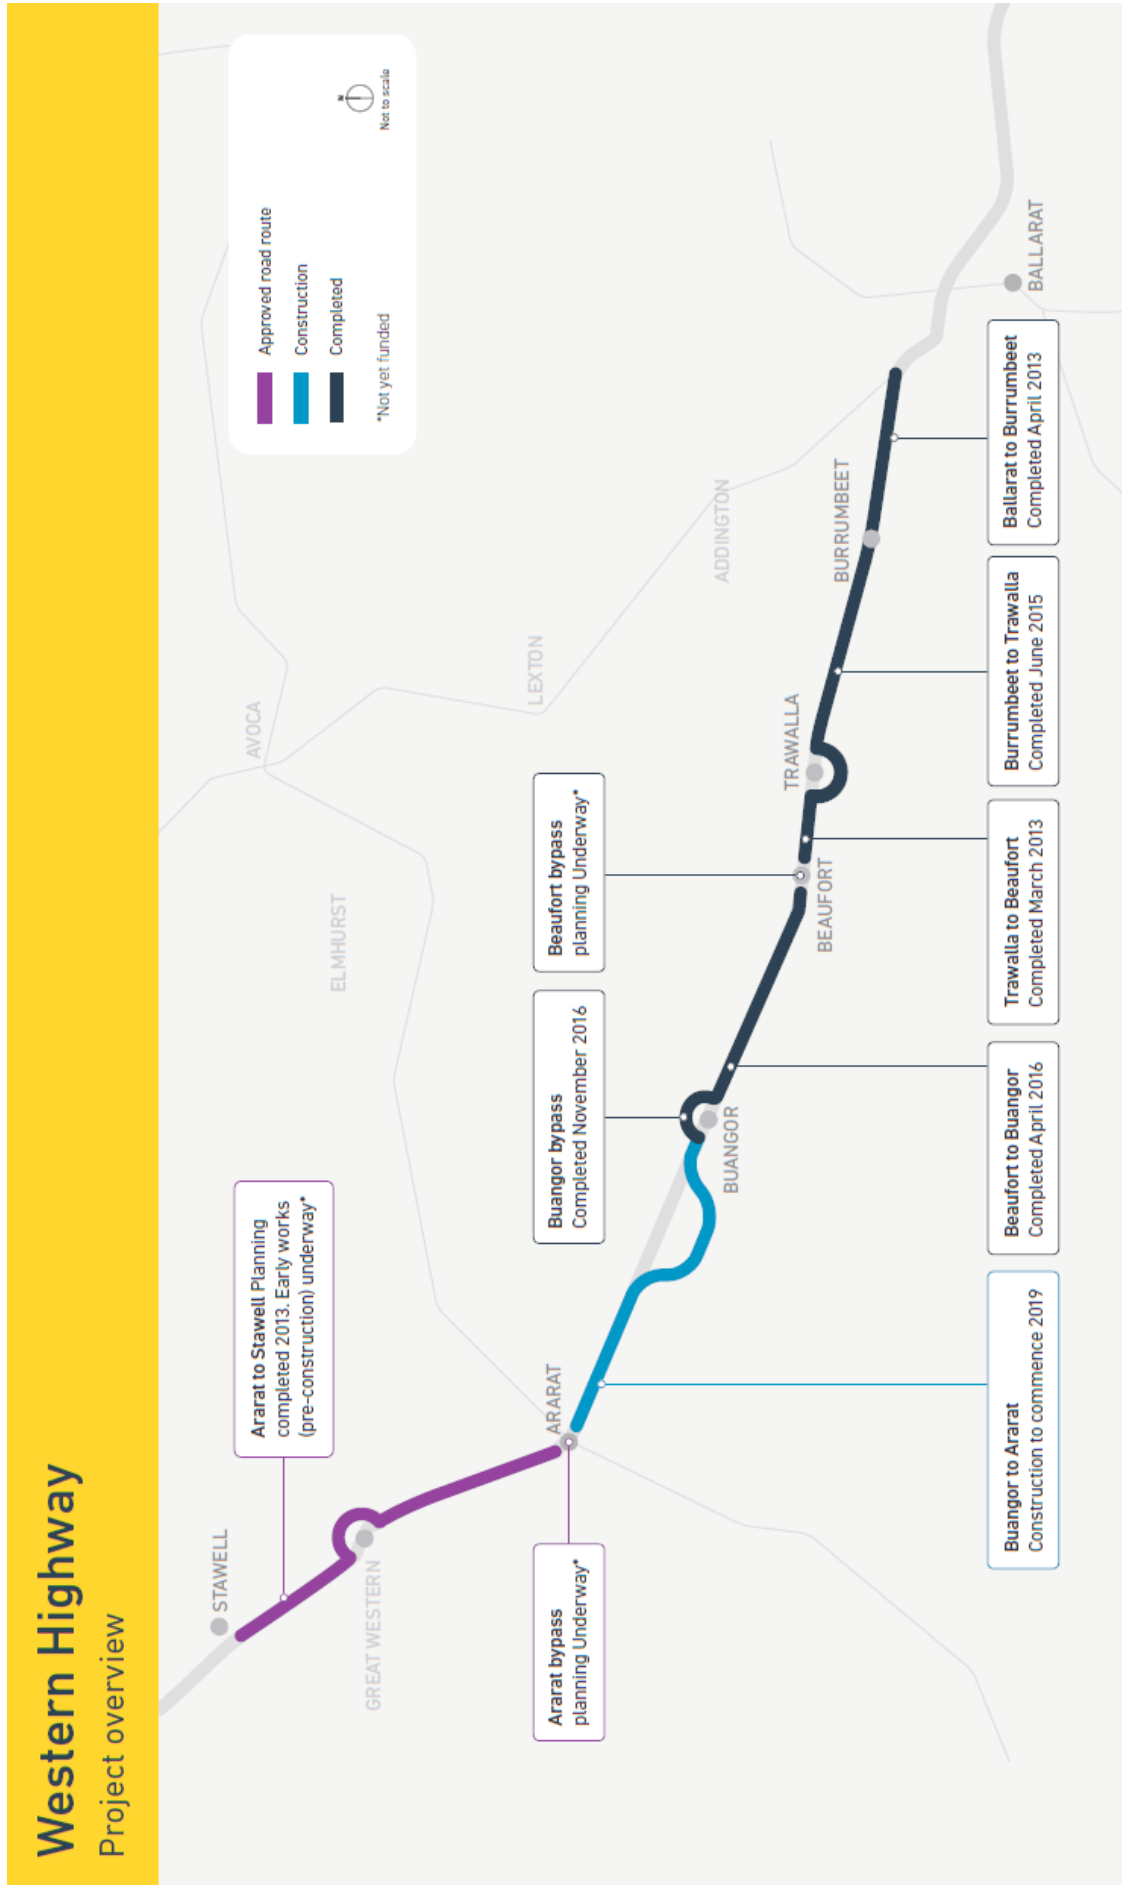 Western Highway
Project overview
Approved road route
Construction
Completed
*Not yet funded
N
Not to scale
Ararat to Stawell Planning
completed 2013. Early works
(pre-construction) underway*
STAWELL
GREAT WESTERN
AVOCA
ELMHURST
LEXTON
ADDINGTON
Ararat bypass
planning Underway*
ARARAT
Buangor bypass
Completed November 2016
Beaufort bypass
planning Underway*
BUANGOR
BEAUFORT
TRAWALLA
BURRUMBEET
BALLARAT
Buangor to Ararat
Construction to commence 2019
Beaufort to Buangor
Completed April 2016
Trawalla to Beaufort
Completed March 2013
Burrumbeet to Trawalla
Completed June 2015
Ballarat to Burrumbeet
Completed April 2013